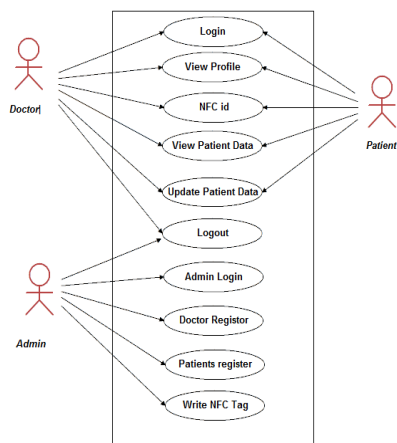 Login
View Profile
NFC id
View Patient Data
Update Patient Data
Logout
Admin Login
Doctor Registor
Patients register
Write NFC Tag
Doctor
Patient
Admin